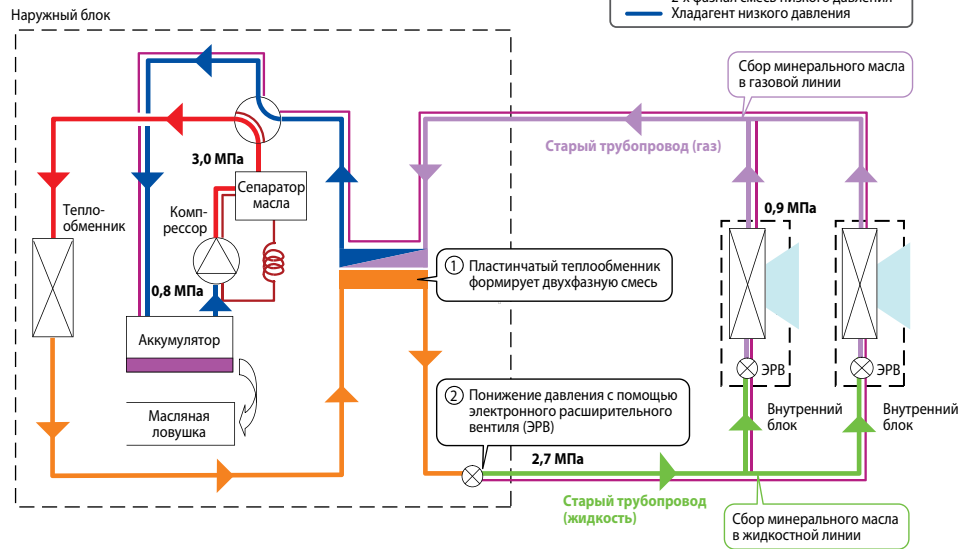 Наружный блок
2-х фазная смесь низкого давления
Хладагент низкого давления
Сбор минерального масла
в газовой линии
Старый трубопровод (газ)
3,0 МПа
Сепаратор
масла
Тепло-
обменник
Комп-
рессор
0,9 МПа
① Пластинчатый теплообменник
формирует двухфазную смесь
0,8 МПа
Аккумулятор
ЭРВ
ЭРВ
Масляная
ловушка
② Понижение давления с помощью
электронного расширительного
вентиля (ЭРВ)
Внутренний
блок
Внутренний
блок
2,7 МПа
Старый трубопровод
(жидкость)
Сбор минерального масла
в жидкостной линии